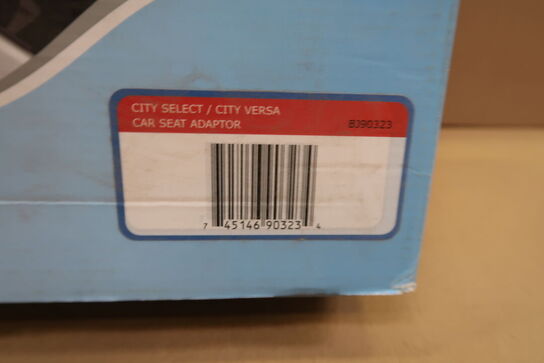 CITY SELECT / CITY VERSA
CAR SEAT ADAPTOR BJ90323
7 45146 90323 4